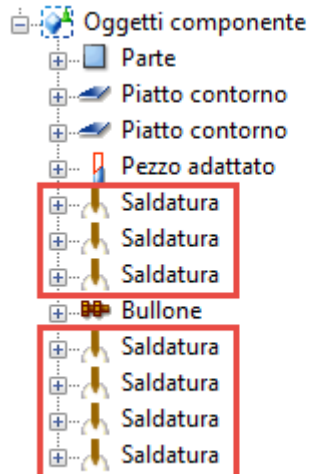 Oggetti componente
Parte
Piatto contorno
Piatto contorno
Pezzo adattato
Saldatura
Saldatura
Saldatura
Bullone
Saldatura
Saldatura
Saldatura
Saldatura